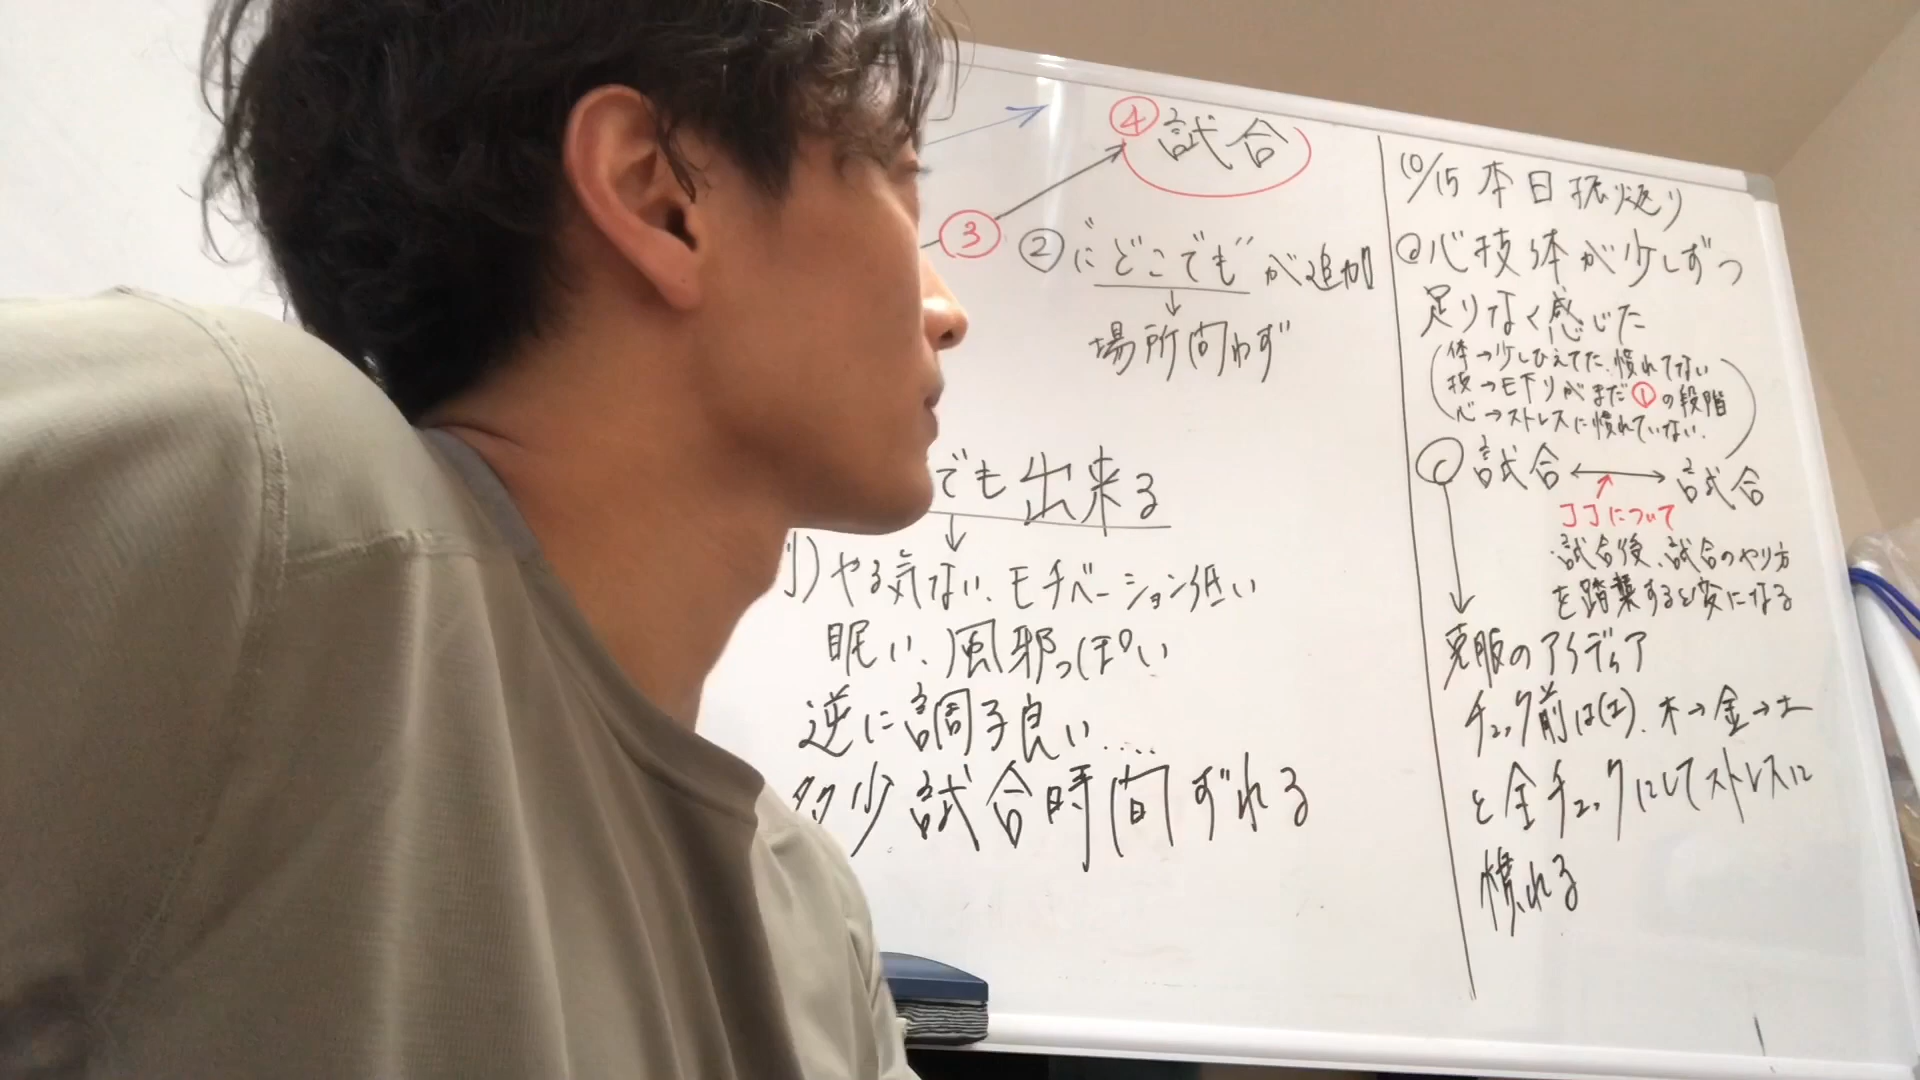 ④試合
③
②にどこでもが追加
場所問わず
でも出来る
やる気ない、モチベーション低い
眠い、風邪っぽい
逆に調子良い....
多少試合時間ずれる
10/15 本日振返り
@心技体が少しずつ
足りなく感じた
体→少しひえてた、慣れてない
技→モ下リがまだ①の段階
心→ストレスに慣れていない.
試合↔試合
ココについて
試合後、試合のやり方
を踏襲すると変になる
克服のアイディア
チェック前は(土).木→金→土
と全チェックにしてストレスに
慣れる